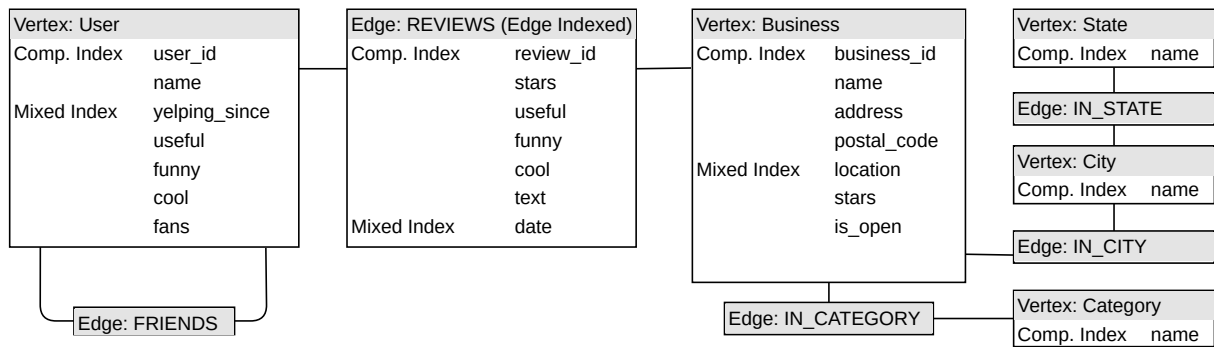 Vertex: User
Comp. Index user_id
name
Mixed Index yelping_since
useful
funny
cool
fans
Edge: FRIENDS
Edge: REVIEWS (Edge Indexed)
Comp. Index review_id
stars
useful
funny
cool
text
Mixed Index date
Vertex: Business
Comp. Index business_id
name
address
postal_code
Mixed Index location
stars
is_open
Edge: IN_CATEGORY
Vertex: State
Comp. Index name
Edge: IN_STATE
Vertex: City
Comp. Index name
Edge: IN_CITY
Vertex: Category
Comp. Index name